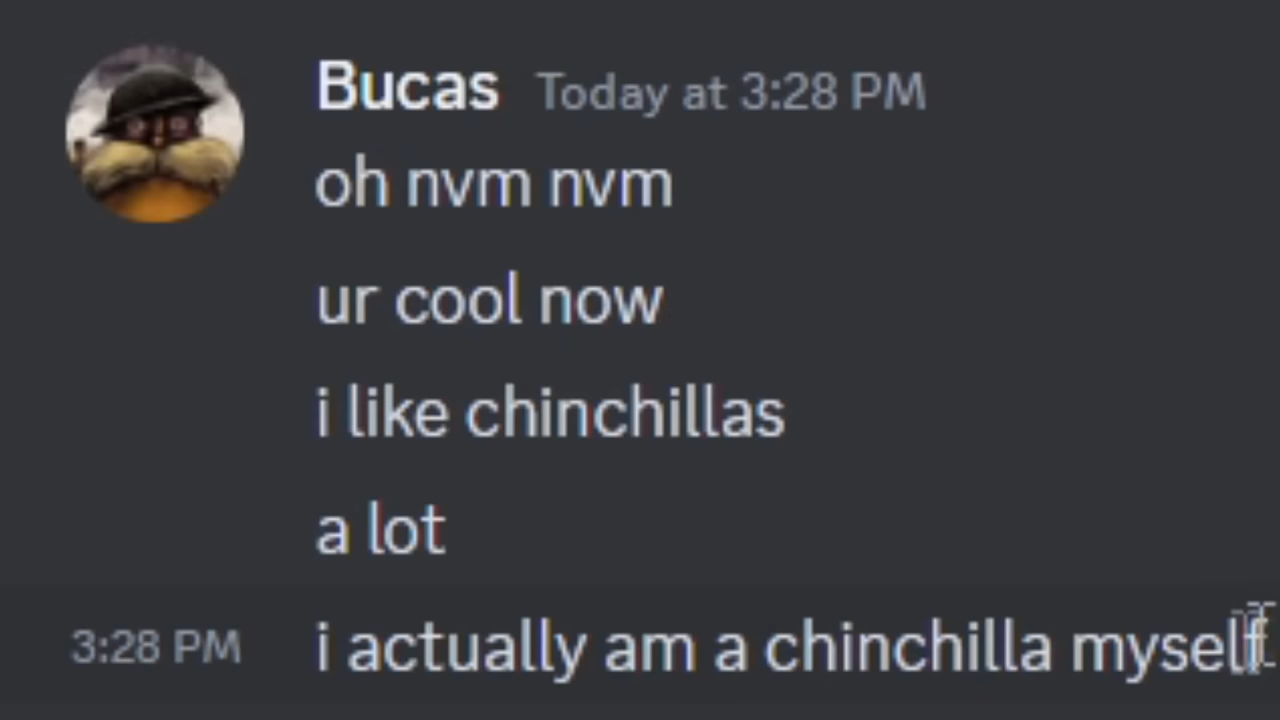 Bucas Today at 3:28 PM
oh nvm nvm
ur cool now
i like chinchillas
a lot
3:28 PM i actually am a chinchilla myself